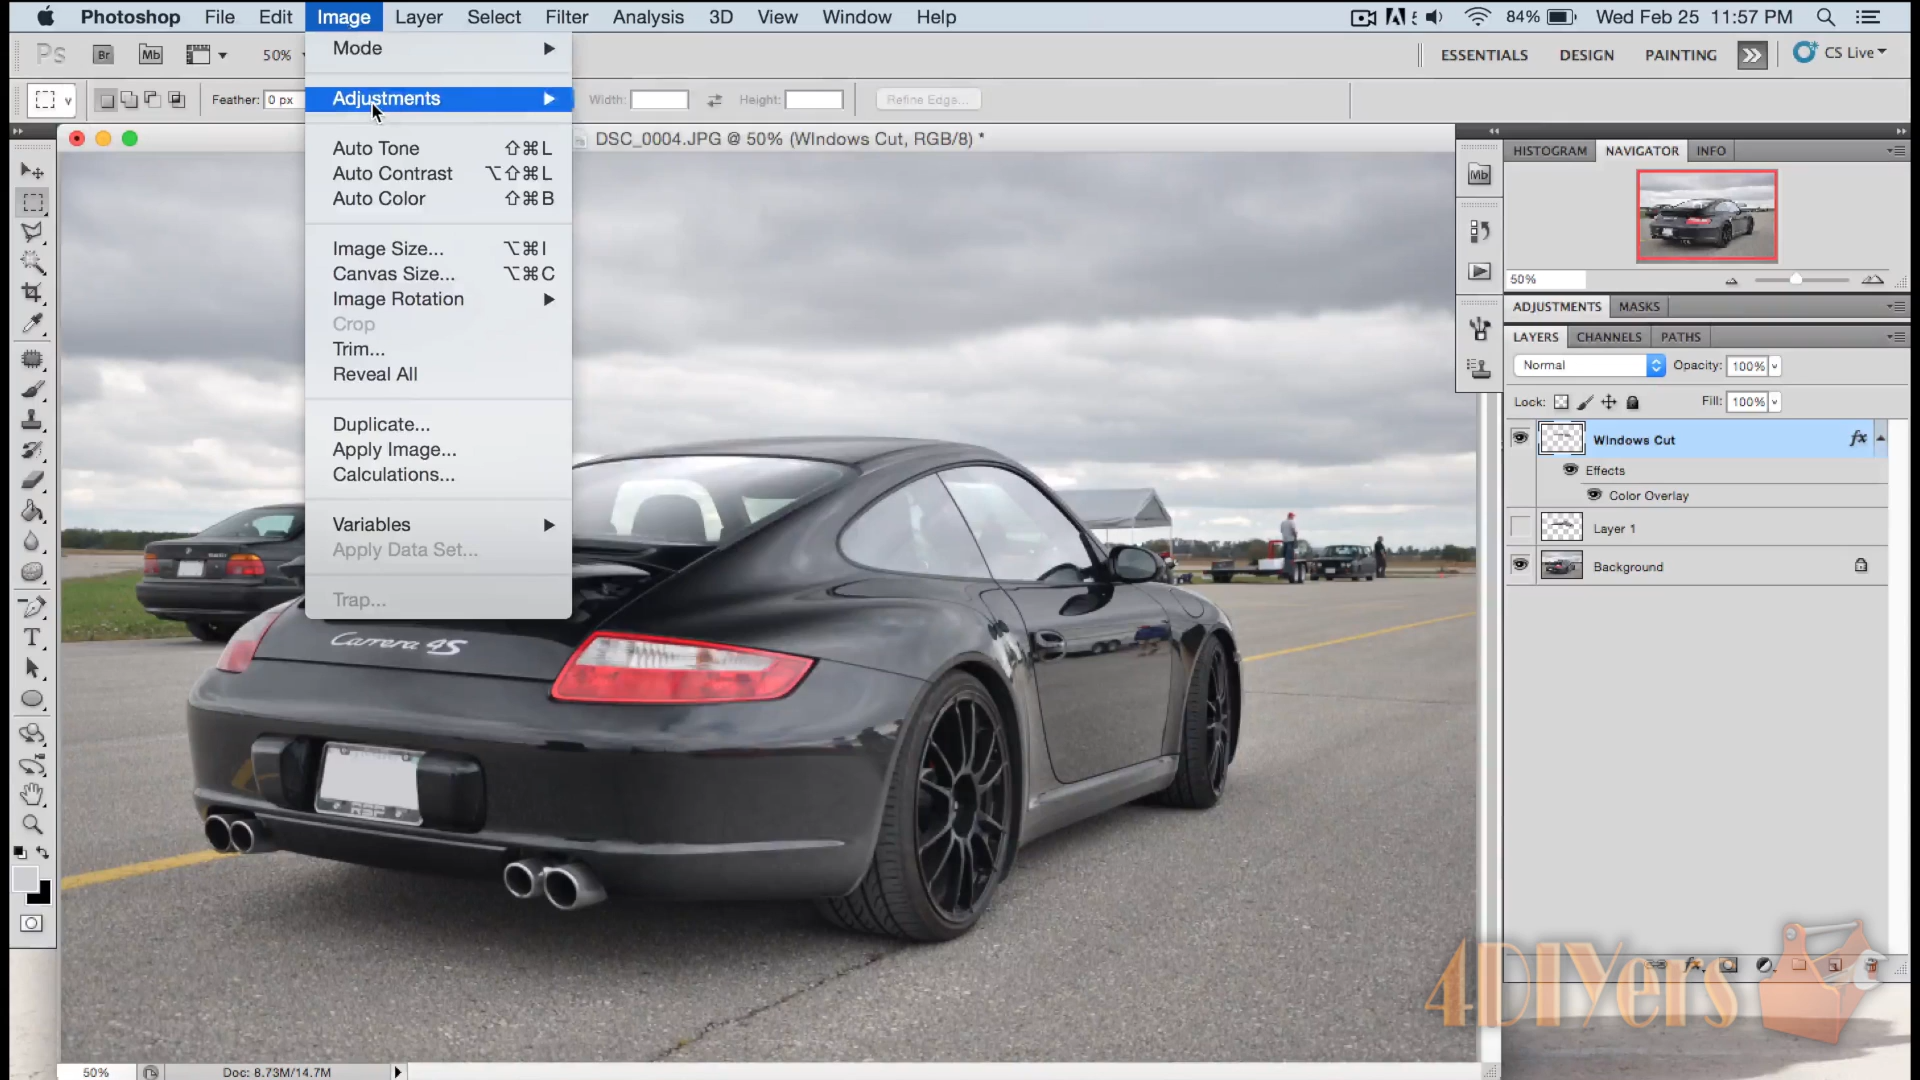 Photoshop File Edit Image Layer Select Filter Analysis 3D View Window Help 84% Wed Feb 25 11:57 PM
Ps Br Mb 50% ESSENTIALS DESIGN PAINTING CS Live
Feather: 0 px Width: Height: Refine Edge...
Mode
Adjustments
Auto Tone ⇧⌘L
Auto Contrast ⌥⇧⌘L
Auto Color ⇧⌘B
Image Size... ⌥⌘I
Canvas Size... ⌥⌘C
Image Rotation
Crop
Trim...
Reveal All
Duplicate...
Apply Image...
Calculations...
Variables
Apply Data Set...
Trap...
DSC_0004.JPG @ 50% (WIndows Cut, RGB/8) *
Carrera 4S
Mb
HISTOGRAM NAVIGATOR INFO
50%
ADJUSTMENTS MASKS
LAYERS CHANNELS PATHS
Normal Opacity: 100%
Lock: Fill: 100%
WIndows Cut fx
Effects
Color Overlay
Layer 1
Background
4DIYers
50% Doc: 8.73M/14.7M